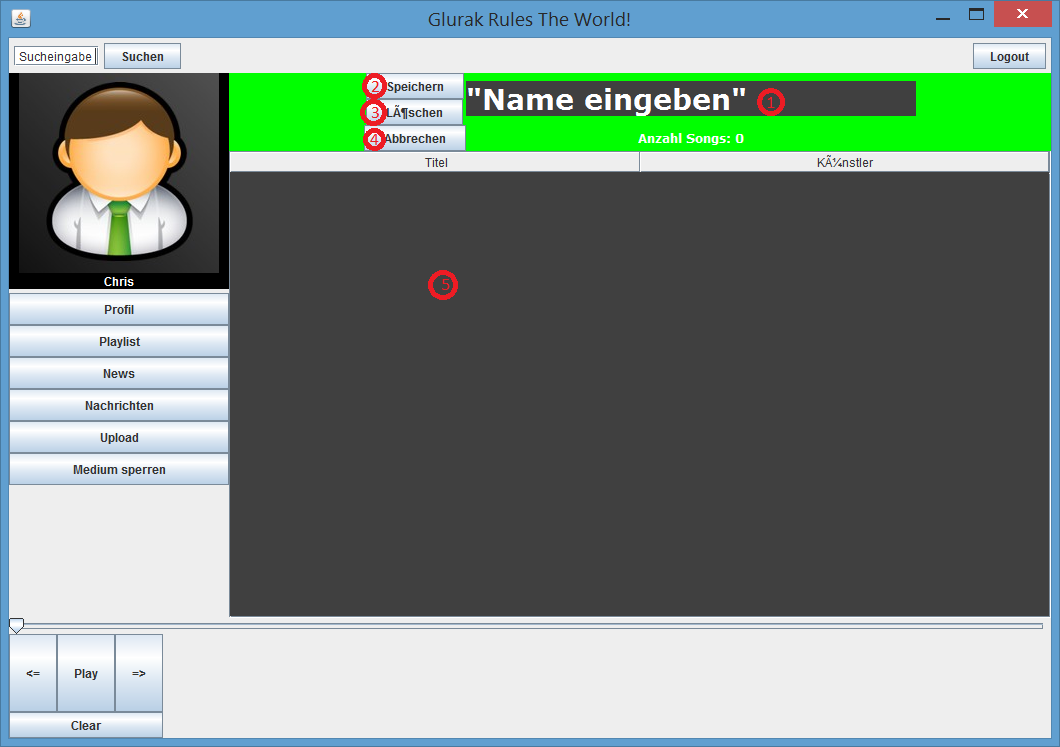 Glurak Rules The World!
Sucheingabe
Suchen
Logout
2 Speichern
3 LÃ¶schen
4 Abbrechen
"Name eingeben" 1
Anzahl Songs: 0
Titel
KÃ¼nstler
5
Chris
Profil
Playlist
News
Nachrichten
Upload
Medium sperren
<=
Play
=>
Clear